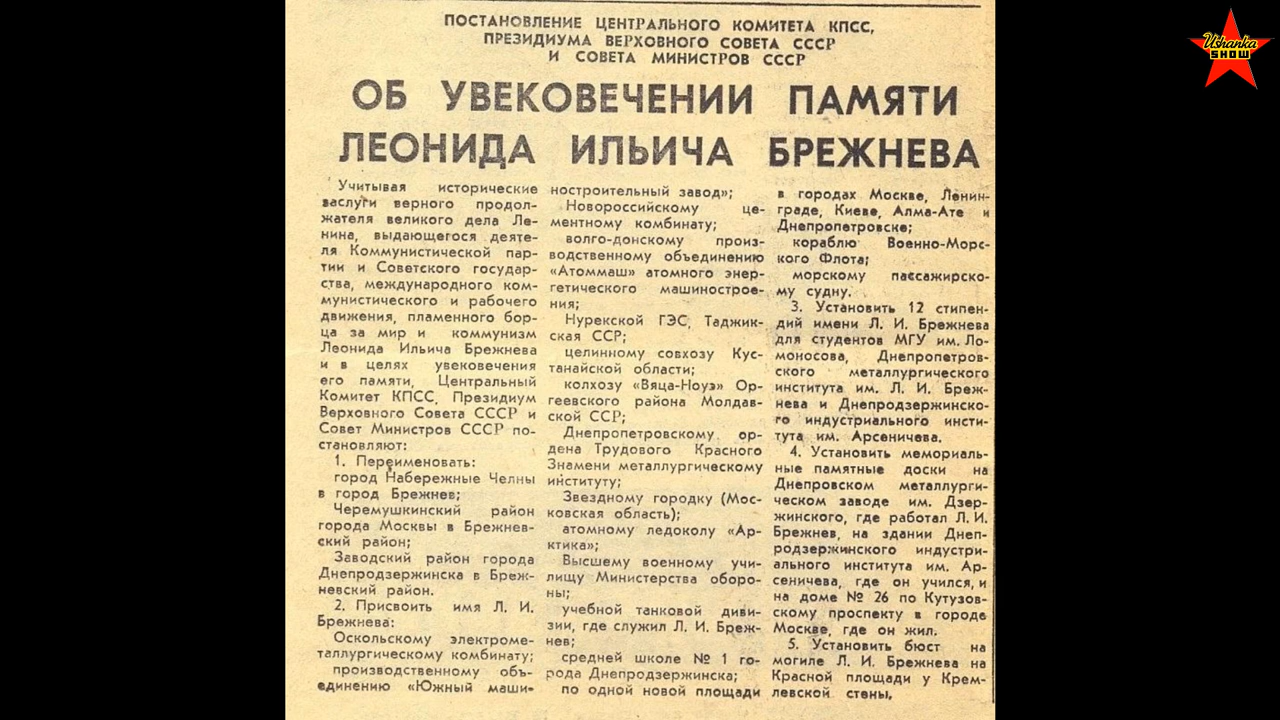 ПОСТАНОВЛЕНИЕ ЦЕНТРАЛЬНОГО КОМИТЕТА КПСС,
ПРЕЗИДИУМА ВЕРХОВНОГО СОВЕТА СССР
И СОВЕТА МИНИСТРОВ СССР
ОБ УВЕКОВЕЧЕНИИ ПАМЯТИ
ЛЕОНИДА ИЛЬИЧА БРЕЖНЕВА
Учитывая исторические
заслуги верного продол-
жателя великого дела Ле-
нина, выдающегося деяте-
ля Коммунистической пар-
тии и Советского государ-
ства, международного ком-
мунистического и рабочего
движения, пламенного бор-
ца за мир и коммунизм
Леонида Ильича Брежнева
и в целях увековечения
его памяти, Центральный
Комитет КПСС, Президиум
Верховного Совета СССР и
Совет Министров СССР по-
становляют:
1. Переименовать:
город Набережные Челны
в город Брежнев;
Черемушкинский район
города Москвы в Брежнев-
ский район;
Заводский район города
Днепродзержинска в Бреж-
невский район.
2. Присвоить имя Л. И.
Брежнева:
Оскольскому электроме-
таллургическому комбинату;
производственному объ-
единению «Южный маши-
ностроительный завод»;
Новороссийскому це-
ментному комбинату;
волго-донскому произ-
водственному объединению
«Атоммаш» атомного энер-
гетического машинострое-
ния;
Нурекской ГЭС, Таджик-
ская ССР;
целинному совхозу Кус-
танайской области;
колхозу «Вяца-Ноуэ» Ор-
геевского района Молдав-
ской ССР;
Днепропетровскому ор-
дена Трудового Красного
Знамени металлургическому
институту;
Звездному городку (Мос-
ковская область);
атомному ледоколу «Ар-
ктика»;
Высшему военному учи-
лищу Министерства оборо-
ны;
учебной танковой диви-
зии, где служил Л. И. Бреж-
нев;
средней школе № 1 го-
рода Днепродзержинска;
по одной новой площади
в городах Москве, Ленин-
граде, Киеве, Алма-Ате и
Днепропетровске;
кораблю Военно-Морс-
кого Флота;
морскому пассажирско-
му судну.
3. Установить 12 стипен-
дий имени Л. И. Брежнева
для студентов МГУ им. Ло-
моносова, Днепропетров-
ского металлургического
института им. Л. И. Бреж-
нева и Днепродзержинско-
го индустриального инсти-
тута им. Арсеничева.
4. Установить мемориаль-
ные памятные доски на
Днепровском металлурги-
ческом заводе им. Дзер-
жинского, где работал Л. И.
Брежнев, на здании Днеп-
родзержинского индустри-
ального института им. Ар-
сеничева, где он учился, и
на доме № 26 по Кутузов-
скому проспекту в городе
Москве, где он жил.
5. Установить бюст на
могиле Л. И. Брежнева на
Красной площади у Крем-
левской стены.
Ushanka
SHOW